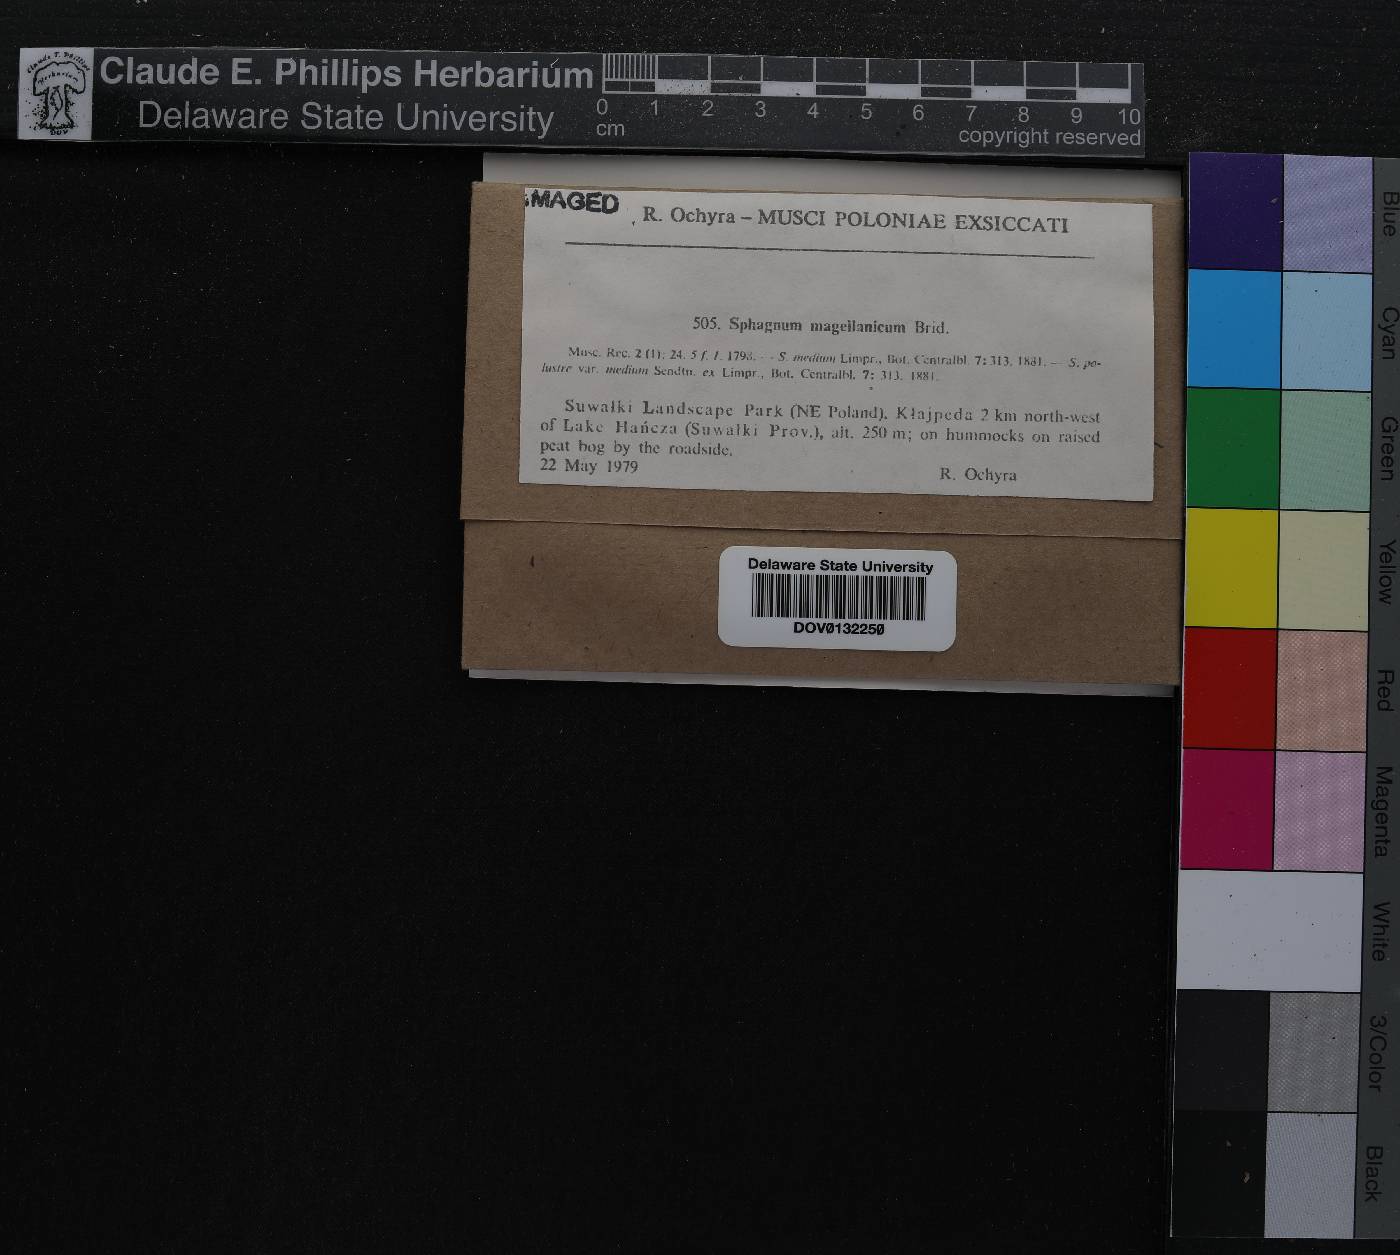 Claude E. Phillips Herbarium
Delaware State University
0 1 2 3 4 5 6 7 8 9 10
cm
copyright reserved
MAGED
R. Ochyra – MUSCI POLONIAE EXSICCATI
505. Sphagnum magellanicum Brid.
Musc. Rec. 2 (1): 24. 5 f. 1. 1798. - S. medium Limpr., Bot. Centralbl. 7: 313. 1881. – S. pa-
lustre var. medium Sendtn. ex Limpr., Bot. Centralbl. 7: 313. 1881.
Suwałki Landscape Park (NE Poland). Kłajpeda 2 km north-west
of Lake Hańcza (Suwałki Prov.), alt. 250 m; on hummocks on raised
peat bog by the roadside.
22 May 1979
R. Ochyra
Delaware State University
DOV0132250
Blue
Cyan
Green
Yellow
Red
Magenta
White
3/Color
Black